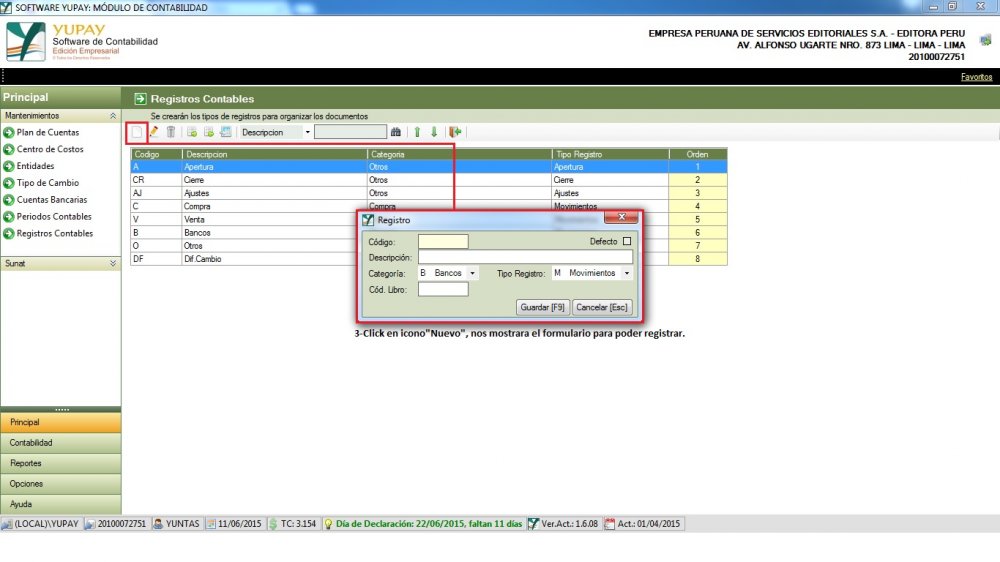 SOFTWARE YUPAY: MÓDULO DE CONTABILIDAD
YUPAY
Software de Contabilidad
Edición Empresarial
EMPRESA PERUANA DE SERVICIOS EDITORIALES S.A. - EDITORA PERU
AV. ALFONSO UGARTE NRO. 873 LIMA - LIMA - LIMA
20100072751
Favoritos
Principal
Mantenimientos
Plan de Cuentas
Centro de Costos
Entidades
Tipo de Cambio
Cuentas Bancarias
Periodos Contables
Registros Contables
Sunat
Registros Contables
Se crearán los tipos de registros para organizar los documentos
Descripcion
Codigo Descripcion Categoria Tipo Registro Orden
A Apertura Otros Apertura 1
CR Cierre Otros Cierre 2
AJ Ajustes Otros Ajustes 3
C Compra Compra Movimientos 4
V Venta 5
B Bancos 6
O Otros 7
DF Dif.Cambio 8
Registro
Código: Defecto
Descripción:
Categoría: B Bancos Tipo Registro: M Movimientos
Cód. Libro:
Guardar [F9] Cancelar [Esc]
3-Click en icono"Nuevo", nos mostrara el formulario para poder registrar.
Principal
Contabilidad
Reportes
Opciones
Ayuda
(LOCAL)\YUPAY 20100072751 YUNTAS 11/06/2015 TC: 3.154 Día de Declaración: 22/06/2015, faltan 11 días Ver.Act.: 1.6.08 Act.: 01/04/2015